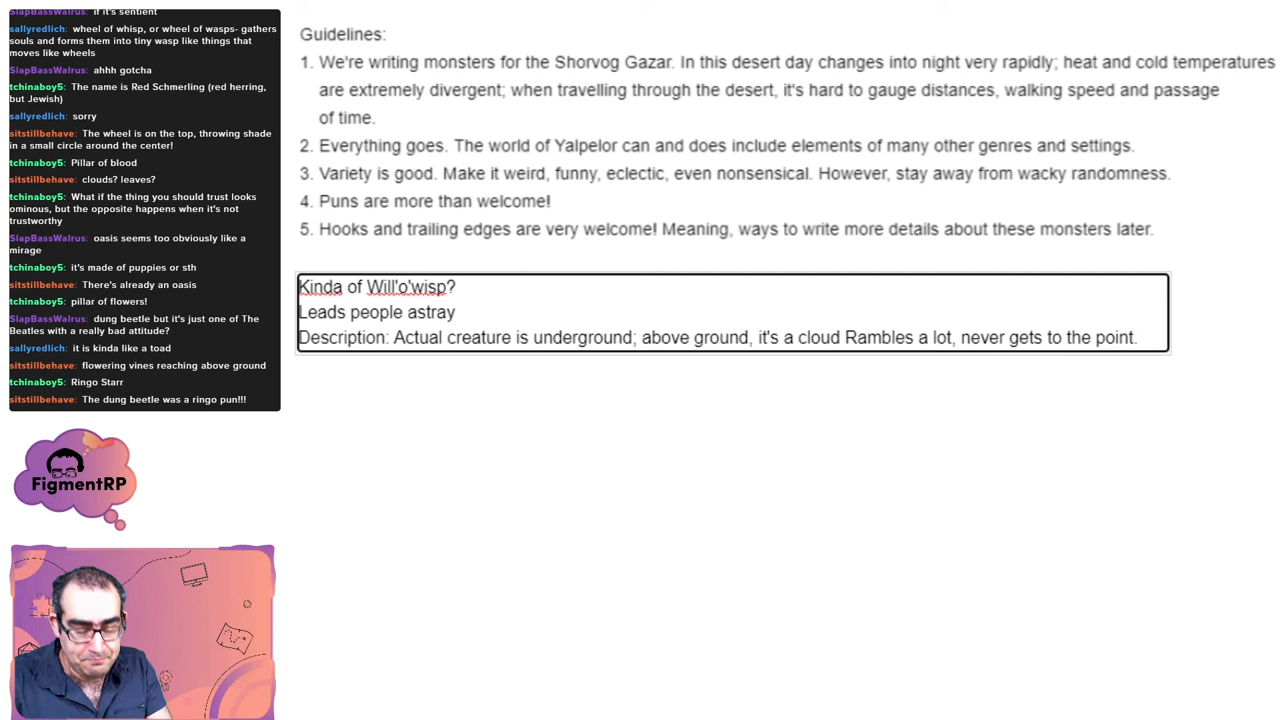 SlapBassWalrus: if it's sentient
sallyredlich: wheel of whisp, or wheel of wasps- gathers
souls and forms them into tiny wasp like things that
moves like wheels
SlapBassWalrus: ahhh gotcha
tchinaboy5: The name is Red Schmerling (red herring,
but Jewish)
sallyredlich: sorry
sitstillbehave: The wheel is on the top, throwing shade
in a small circle around the center!
tchinaboy5: Pillar of blood
sitstillbehave: clouds? leaves?
tchinaboy5: What if the thing you should trust looks
ominous, but the opposite happens when it's not
trustworthy
SlapBassWalrus: oasis seems too obviously like a
mirage
tchinaboy5: it's made of puppies or sth
sitstillbehave: There's already an oasis
tchinaboy5: pillar of flowers!
SlapBassWalrus: dung beetle but it's just one of The
Beatles with a really bad attitude?
sallyredlich: it is kinda like a toad
sitstillbehave: flowering vines reaching above ground
tchinaboy5: Ringo Starr
sitstillbehave: The dung beetle was a ringo pun!!!
FigmentRP
Guidelines:
1. We're writing monsters for the Shorvog Gazar. In this desert day changes into night very rapidly; heat and cold temperatures
are extremely divergent; when travelling through the desert, it's hard to gauge distances, walking speed and passage
of time.
2. Everything goes. The world of Yalpelor can and does include elements of many other genres and settings.
3. Variety is good. Make it weird, funny, eclectic, even nonsensical. However, stay away from wacky randomness.
4. Puns are more than welcome!
5. Hooks and trailing edges are very welcome! Meaning, ways to write more details about these monsters later.
Kinda of Will'o'wisp?
Leads people astray
Description: Actual creature is underground; above ground, it's a cloud Rambles a lot, never gets to the point.